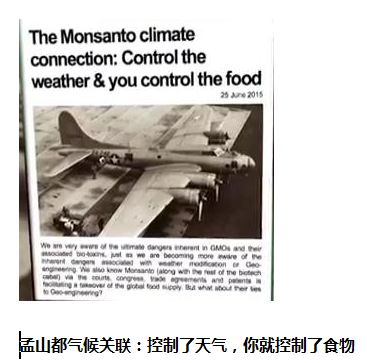 The Monsanto climate
connection: Control the
weather & you control the food
25 June 2015
We are very aware of the ultimate dangers inherent in GMOs and their
associated bio-toxins, just as we are becoming more aware of the
inherent dangers associated with weather modification or Geo-
engineering. We also know Monsanto (along with the rest of the biotech
cabal) via the courts, congress, trade agreements and patents is
facilitating a takeover of the global food supply. But what about their ties
to Geo-engineering?
孟山都气候关联：控制了天气，你就控制了食物